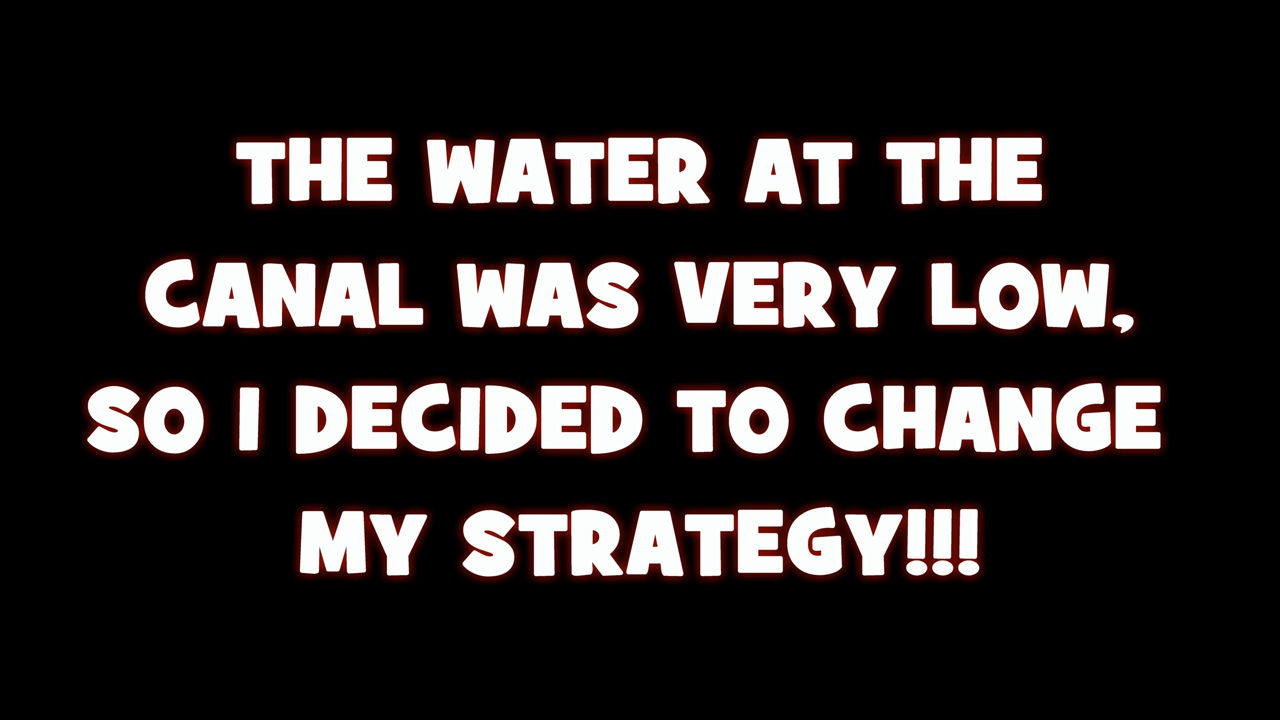 THE WATER AT THE
CANAL WAS VERY LOW,
SO I DECIDED TO CHANGE
MY STRATEGY!!!